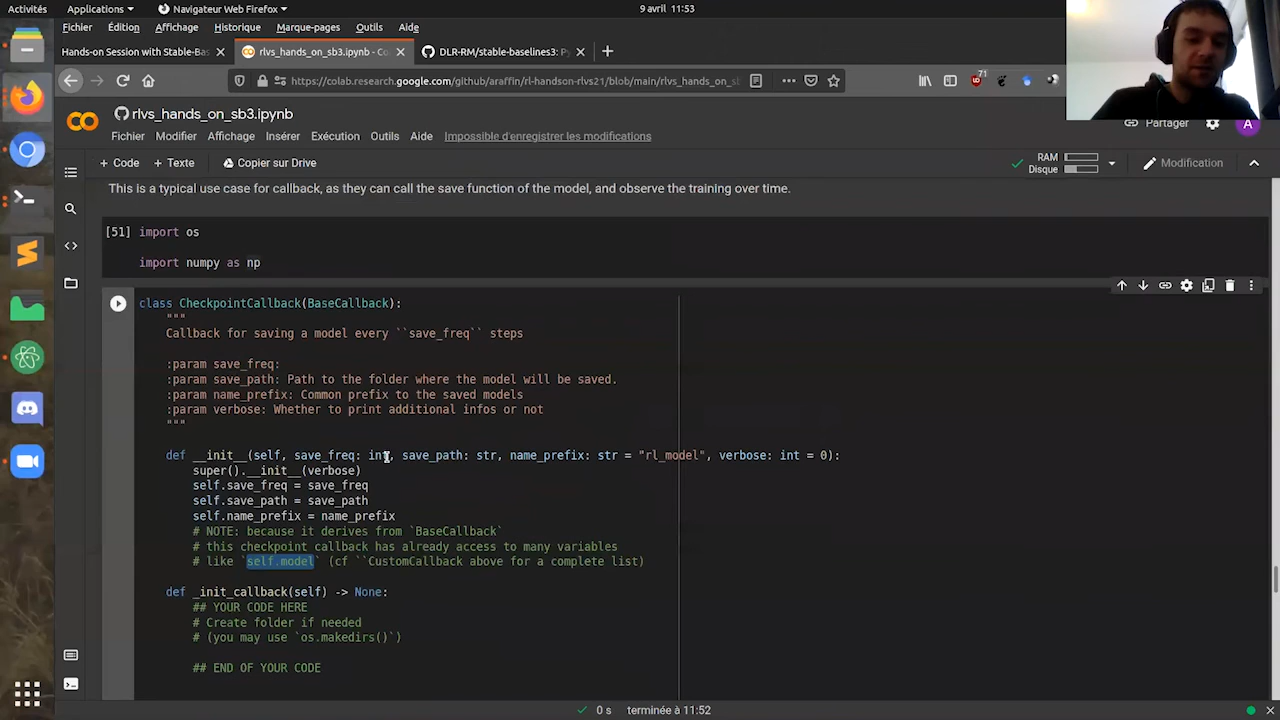 Activités Applications Navigateur Web Firefox 9 avril 11:53
Fichier Édition Affichage Historique Marque-pages Outils Aide
Hands-on Session with Stable-Bas rlvs_hands_on_sb3.ipynb - Co DLR-RM/stable-baselines3: Py
https://colab.research.google.com/github/araffin/rl-handson-rlvs21/blob/main/rlvs_hands_on_sb 71
CO rlvs_hands_on_sb3.ipynb Partager A
Fichier Modifier Affichage Insérer Exécution Outils Aide Impossible d'enregistrer les modifications
+ Code + Texte Copier sur Drive RAM Disque Modification
This is a typical use case for callback, as they can call the save function of the model, and observe the training over time.
[51] import os
import numpy as np
class CheckpointCallback(BaseCallback):
"""
Callback for saving a model every ``save_freq`` steps
:param save_freq:
:param save_path: Path to the folder where the model will be saved.
:param name_prefix: Common prefix to the saved models
:param verbose: Whether to print additional infos or not
"""
def __init__(self, save_freq: int, save_path: str, name_prefix: str = "rl_model", verbose: int = 0):
super().__init__(verbose)
self.save_freq = save_freq
self.save_path = save_path
self.name_prefix = name_prefix
# NOTE: because it derives from `BaseCallback`
# this checkpoint callback has already access to many variables
# like `self.model` (cf ``CustomCallback above for a complete list)
def _init_callback(self) -> None:
## YOUR CODE HERE
# Create folder if needed
# (you may use `os.makedirs()`)
## END OF YOUR CODE
0 s terminée à 11:52